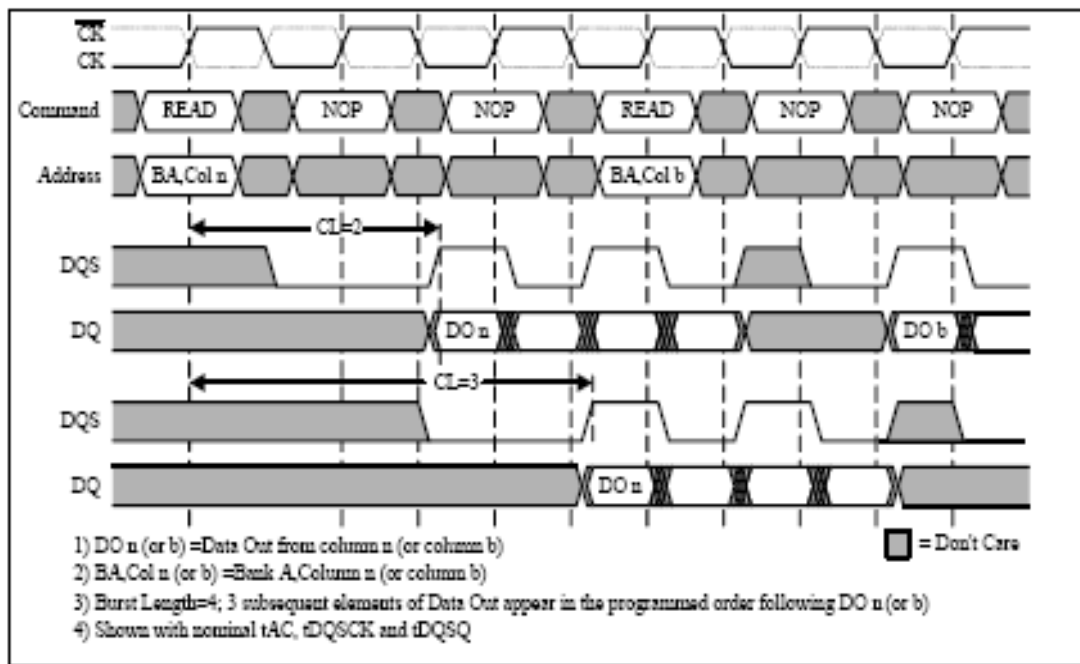 CK
CK
Command READ NOP NOP READ NOP NOP
Address BA,Col n BA,Col b
CL=2
DQS
DQ DO n DO b
CL=3
DQS
DQ DO n
1) DO n (or b) =Data Out from column n (or column b)
= Don't Care
2) BA,Col n (or b) =Bank A,Colunm n (or column b)
3) Burst Length=4; 3 subsequent elements of Data Out appear in the programmed order following DO n (or b)
4) Shown with nominal tAC, tDQSCK and tDQSQ